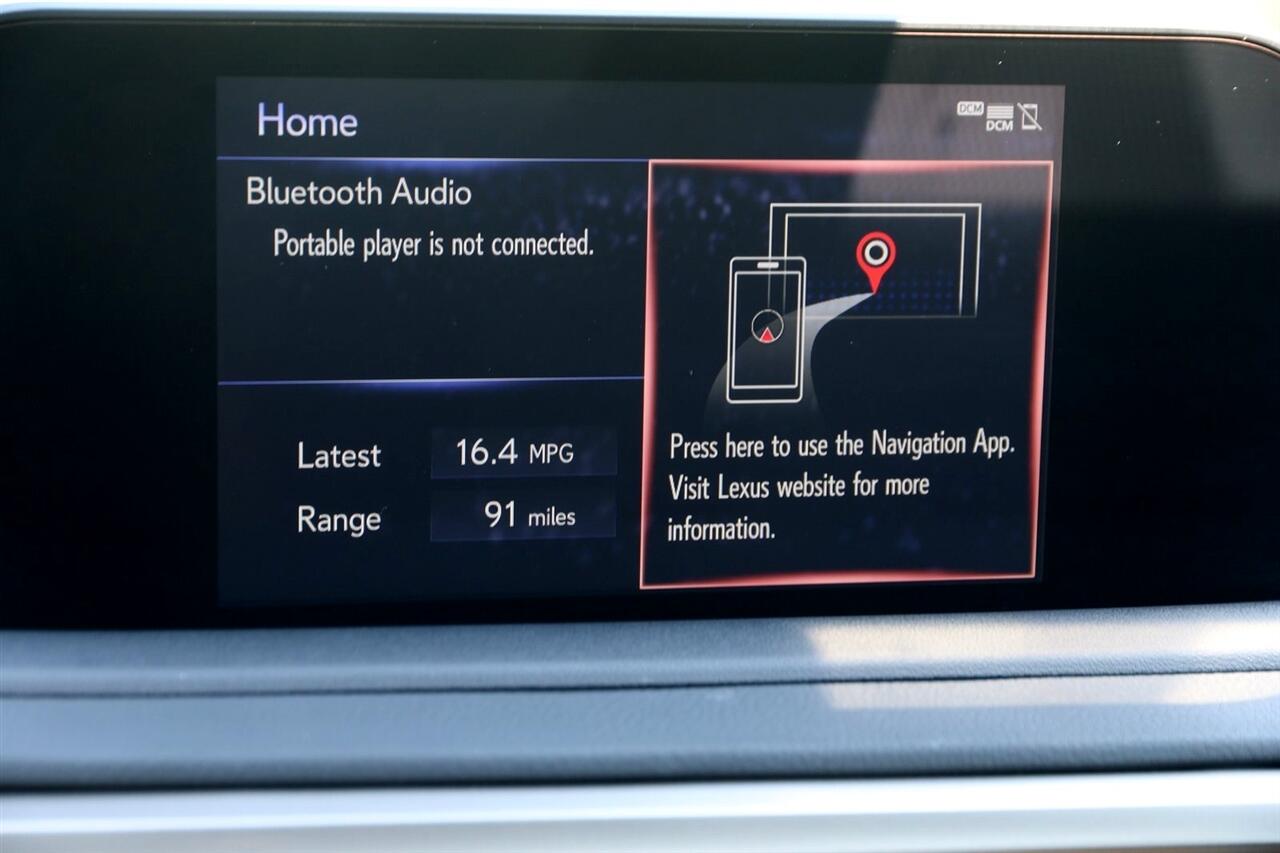 Home
DCM
DCM
Bluetooth Audio
Portable player is not connected.
Latest 16.4 MPG
Range 91 miles
Press here to use the Navigation App.
Visit Lexus website for more
information.